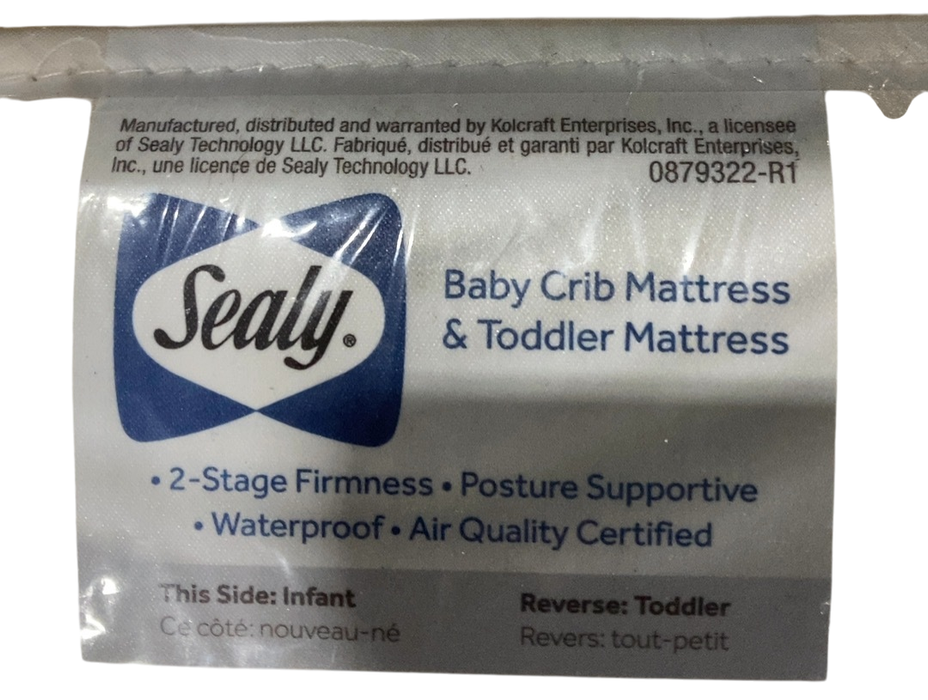 Manufactured, distributed and warranted by Kolcraft Enterprises, Inc., a licensee
of Sealy Technology LLC. Fabriqué, distribué et garanti par Kolcraft Enterprises,
Inc., une licence de Sealy Technology LLC.
0879322-R1
Sealy®
Baby Crib Mattress
& Toddler Mattress
• 2-Stage Firmness • Posture Supportive
• Waterproof • Air Quality Certified
This Side: Infant
Ce côté: nouveau-né
Reverse: Toddler
Revers: tout-petit